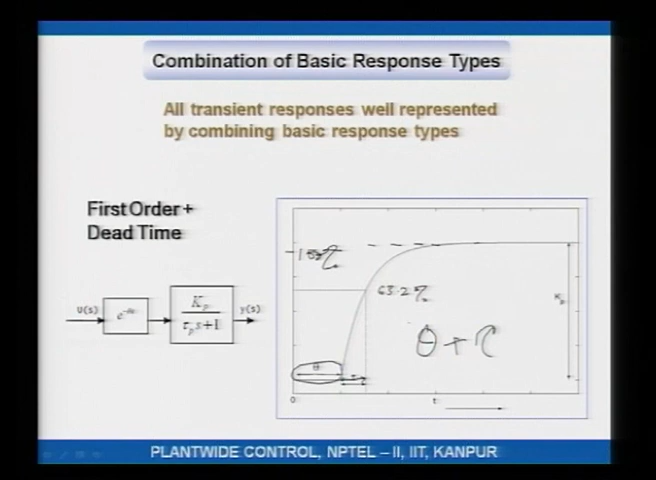 Combination of Basic Response Types
All transient responses well represented
by combining basic response types
First Order +
Dead Time
U(s)
e^-θs
K_p
τ_p s+1
y(s)
100%
63.2%
K_p
θ + τ
θ
τ
0
t
PLANTWIDE CONTROL, NPTEL – II, IIT, KANPUR